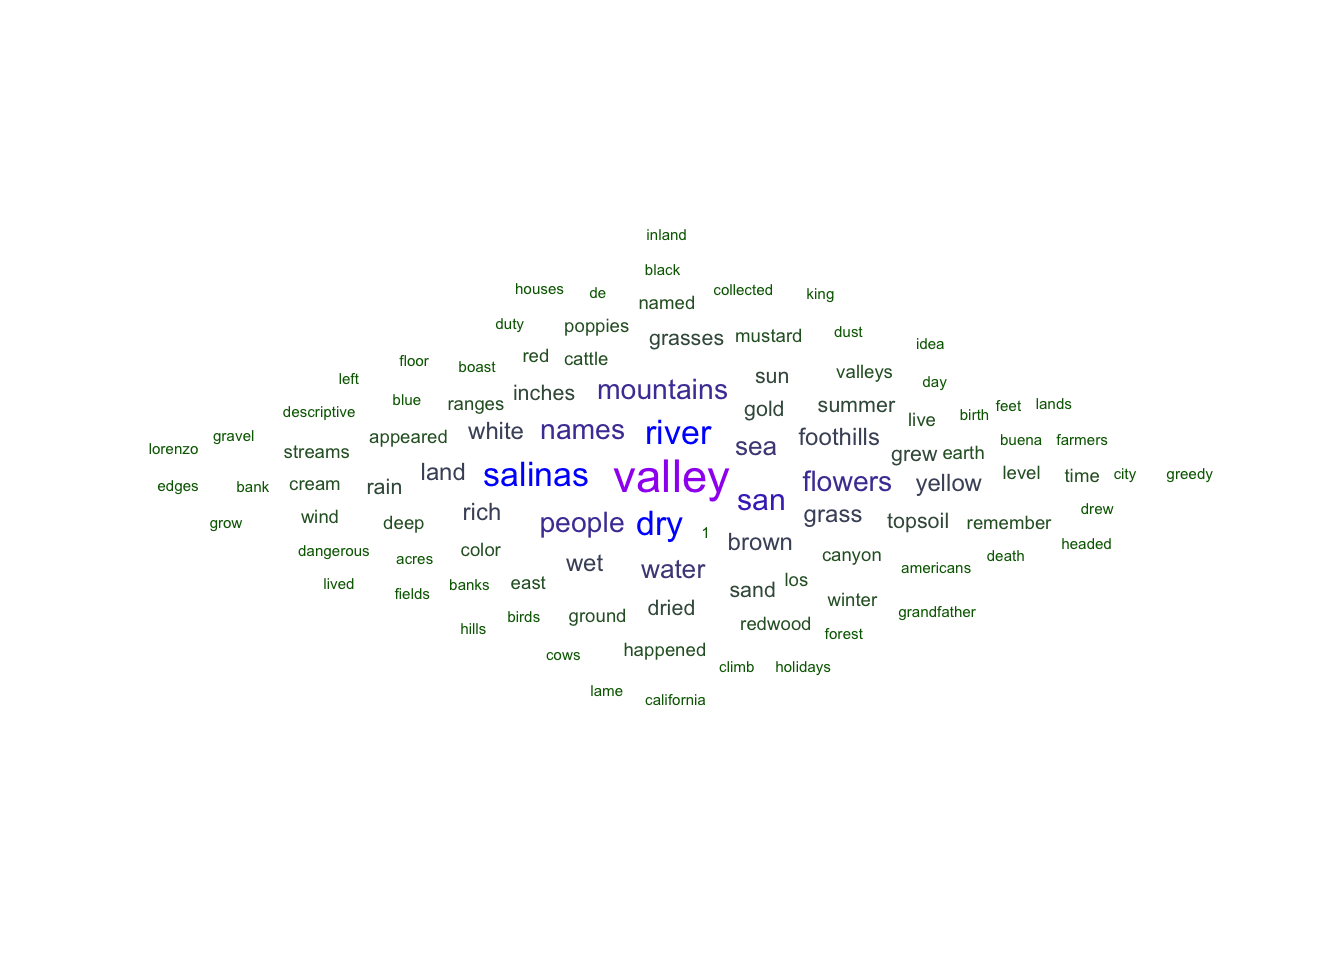 inland
black
houses de collected king
named
duty poppies grasses mustard dust
idea
floor boast red cattle
left inches mountains sun valleys day
descriptive blue ranges gold summer live birth feet lands
lorenzo gravel appeared white names river sea foothills buena farmers
streams grew earth
edges bank cream rain land salinas valley san flowers yellow level time city greedy
grow wind deep rich people dry 1 grass topsoil remember drew
dangerous acres color brown canyon death headed
lived fields banks east wet water sand los americans
hills birds ground dried redwood winter forest grandfather
cows happened climb holidays
lame california